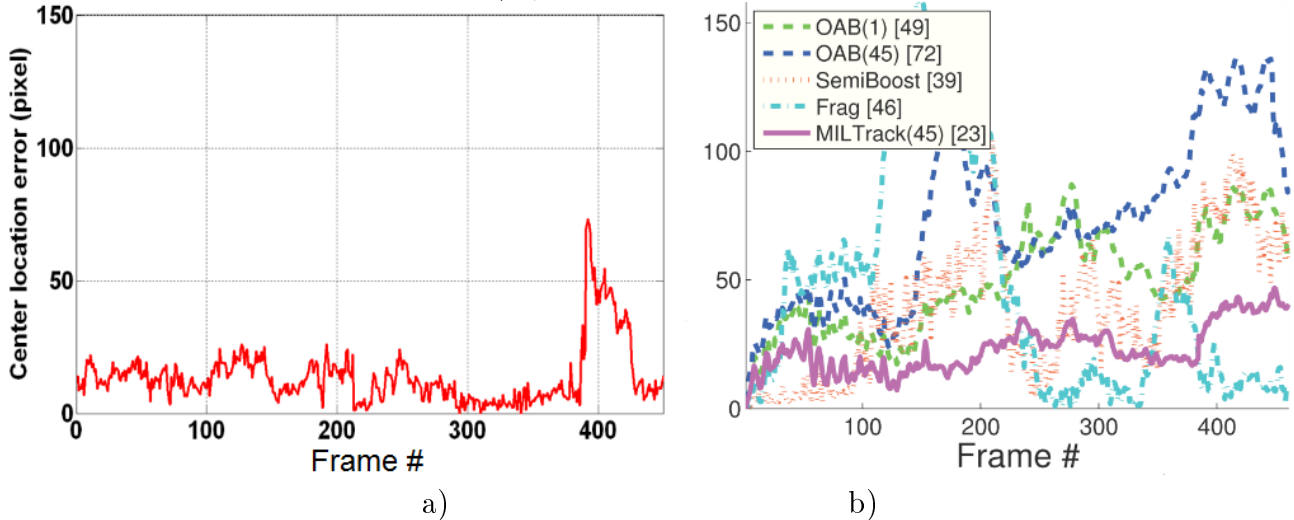 150
100
50
0
Center location error (pixel)
0 100 200 300 400
Frame #
a)
150
100
50
0
OAB(1) [49]
OAB(45) [72]
SemiBoost [39]
Frag [46]
MILTrack(45) [23]
100 200 300 400
Frame #
b)